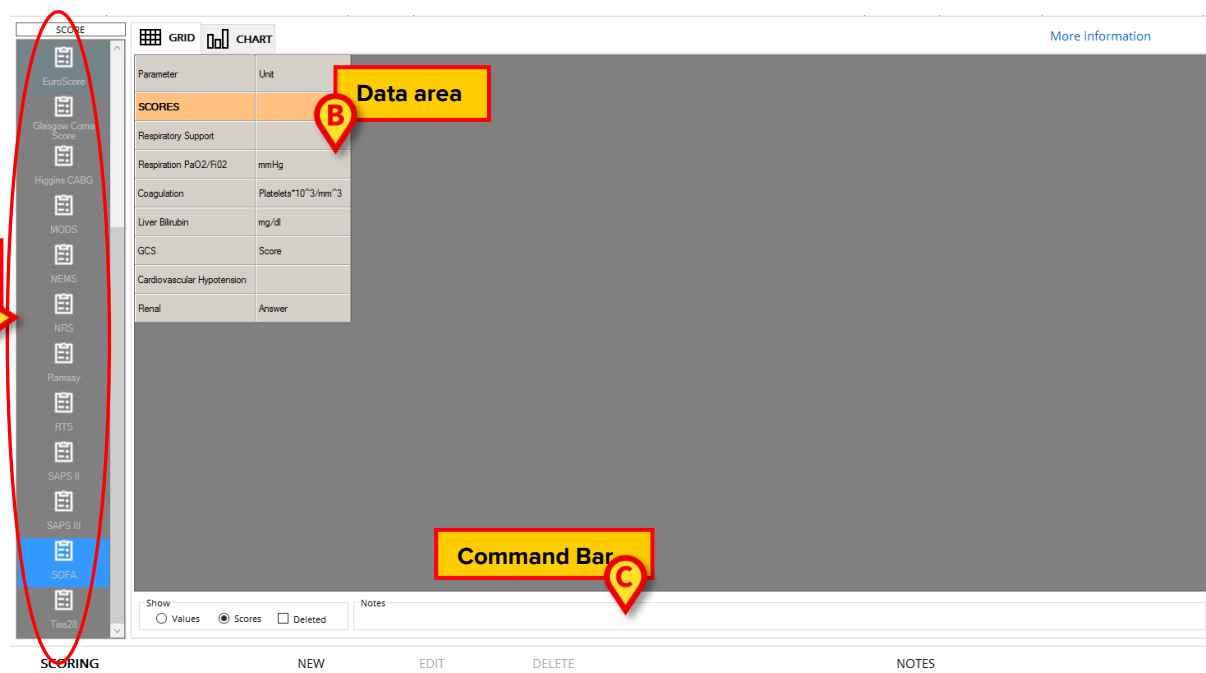 SCORE
GRID
CHART
More information
EuroScore
Glasgow Coma
Score
Higgins CABG
MODS
NEMS
NRS
Ramsay
RTS
SAPS II
SAPS III
SOFA
Tiss28
Parameter Unit
SCORES
Respiratory Support
Respiration PaO2/Fi02 mmHg
Coagulation Platelets*10^3/mm^3
Liver Bilirubin mg/dl
GCS Score
Cardiovascular Hypotension
Renal Answer
Data area
B
Command Bar
C
Show
Values Scores Deleted
Notes
SCORING NEW EDIT DELETE NOTES